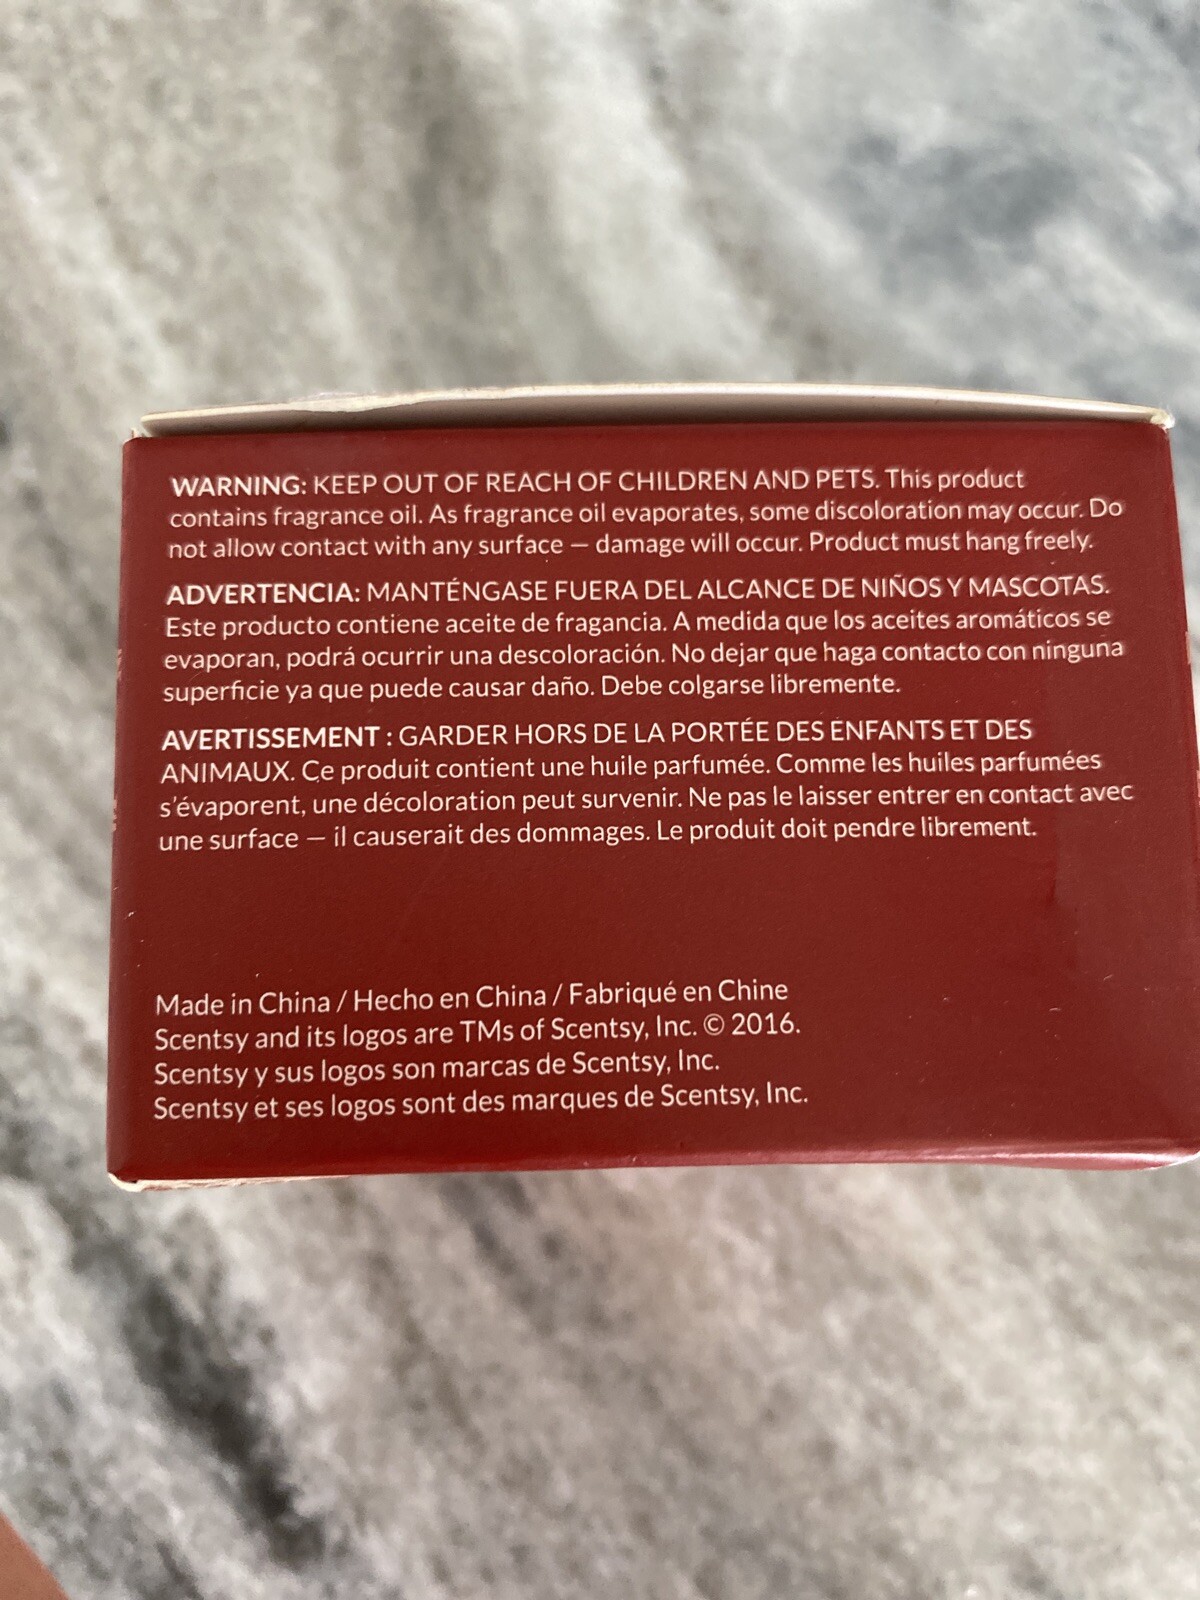 WARNING: KEEP OUT OF REACH OF CHILDREN AND PETS. This product
contains fragrance oil. As fragrance oil evaporates, some discoloration may occur. Do
not allow contact with any surface — damage will occur. Product must hang freely.
ADVERTENCIA: MANTÉNGASE FUERA DEL ALCANCE DE NIÑOS Y MASCOTAS.
Este producto contiene aceite de fragancia. A medida que los aceites aromáticos se
evaporan, podrá ocurrir una descoloración. No dejar que haga contacto con ninguna
superficie ya que puede causar daño. Debe colgarse libremente.
AVERTISSEMENT : GARDER HORS DE LA PORTÉE DES ENFANTS ET DES
ANIMAUX. Ce produit contient une huile parfumée. Comme les huiles parfumées
s'évaporent, une décoloration peut survenir. Ne pas le laisser entrer en contact avec
une surface — il causerait des dommages. Le produit doit pendre librement.
Made in China / Hecho en China / Fabriqué en Chine
Scentsy and its logos are TMs of Scentsy, Inc. © 2016.
Scentsy y sus logos son marcas de Scentsy, Inc.
Scentsy et ses logos sont des marques de Scentsy, Inc.